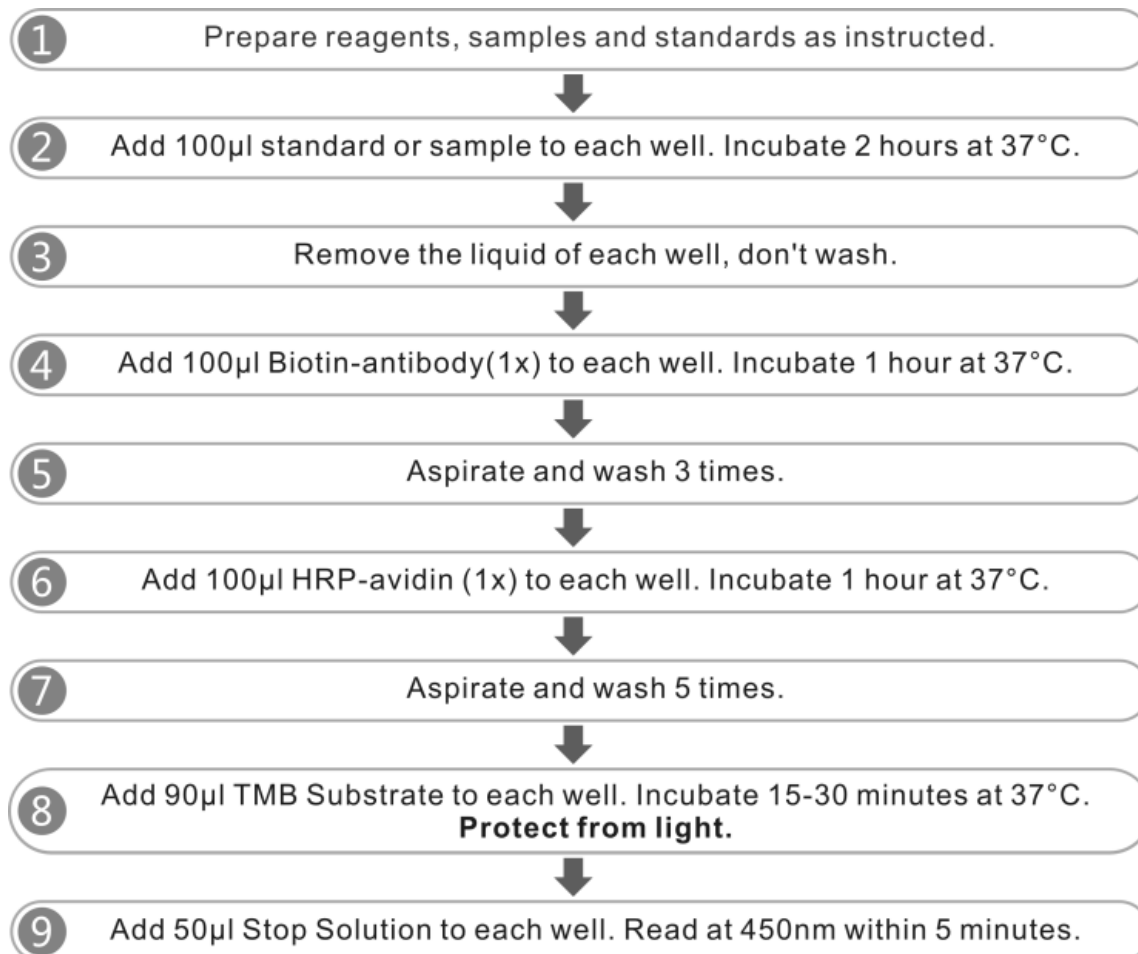 1 Prepare reagents, samples and standards as instructed.
2 Add 100µl standard or sample to each well. Incubate 2 hours at 37°C.
3 Remove the liquid of each well, don't wash.
4 Add 100µl Biotin-antibody(1x) to each well. Incubate 1 hour at 37°C.
5 Aspirate and wash 3 times.
6 Add 100µl HRP-avidin (1x) to each well. Incubate 1 hour at 37°C.
7 Aspirate and wash 5 times.
8 Add 90µl TMB Substrate to each well. Incubate 15-30 minutes at 37°C.
Protect from light.
9 Add 50µl Stop Solution to each well. Read at 450nm within 5 minutes.